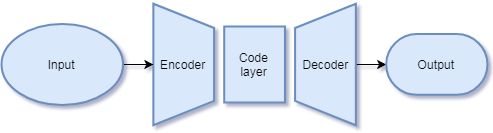 Input
Encoder
Code
layer
Decoder
Output